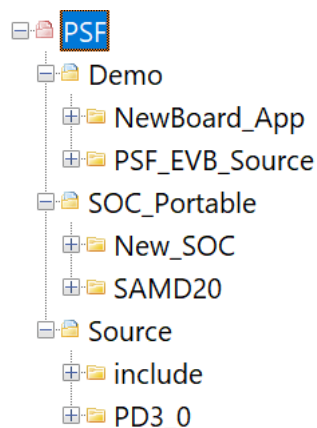 PSF
Demo
NewBoard_App
PSF_EVB_Source
SOC_Portable
New_SOC
SAMD20
Source
include
PD3_0